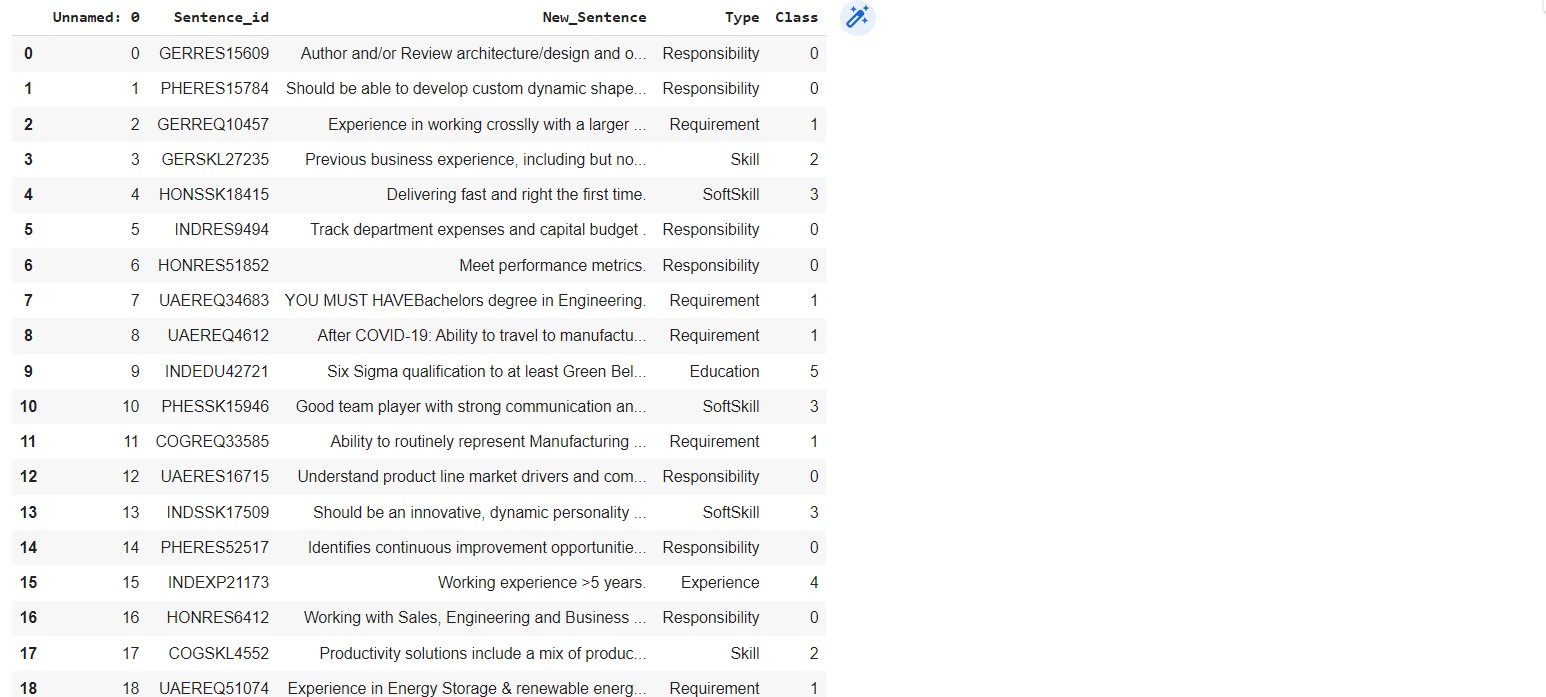 Unnamed: 0 Sentence_id New_Sentence Type Class
0 0 GERRES15609 Author and/or Review architecture/design and o... Responsibility 0
1 1 PHERES15784 Should be able to develop custom dynamic shape... Responsibility 0
2 2 GERREQ10457 Experience in working crosslly with a larger ... Requirement 1
3 3 GERSKL27235 Previous business experience, including but no... Skill 2
4 4 HONSSK18415 Delivering fast and right the first time. SoftSkill 3
5 5 INDRES9494 Track department expenses and capital budget . Responsibility 0
6 6 HONRES51852 Meet performance metrics. Responsibility 0
7 7 UAEREQ34683 YOU MUST HAVEBachelors degree in Engineering. Requirement 1
8 8 UAEREQ4612 After COVID-19: Ability to travel to manufactu... Requirement 1
9 9 INDEDU42721 Six Sigma qualification to at least Green Bel... Education 5
10 10 PHESSK15946 Good team player with strong communication an... SoftSkill 3
11 11 COGREQ33585 Ability to routinely represent Manufacturing ... Requirement 1
12 12 UAERES16715 Understand product line market drivers and com... Responsibility 0
13 13 INDSSK17509 Should be an innovative, dynamic personality ... SoftSkill 3
14 14 PHERES52517 Identifies continuous improvement opportunitie... Responsibility 0
15 15 INDEXP21173 Working experience >5 years. Experience 4
16 16 HONRES6412 Working with Sales, Engineering and Business ... Responsibility 0
17 17 COGSKL4552 Productivity solutions include a mix of produc... Skill 2
18 18 UAEREQ51074 Experience in Energy Storage & renewable energ... Requirement 1